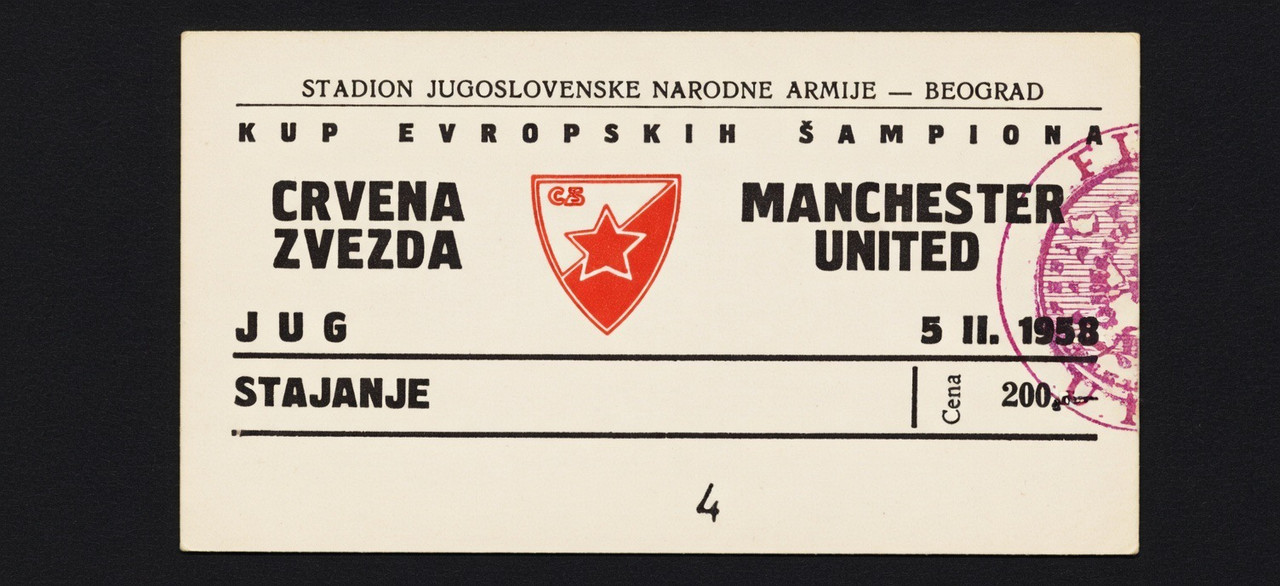 STADION JUGOSLOVENSKE NARODNE ARMIJE — BEOGRAD
KUP EVROPSKIH ŠAMPIONA
CRVENA ZVEZDA
MANCHESTER UNITED
JUG
5 II. 1958
STAJANJE
Cena
200
4